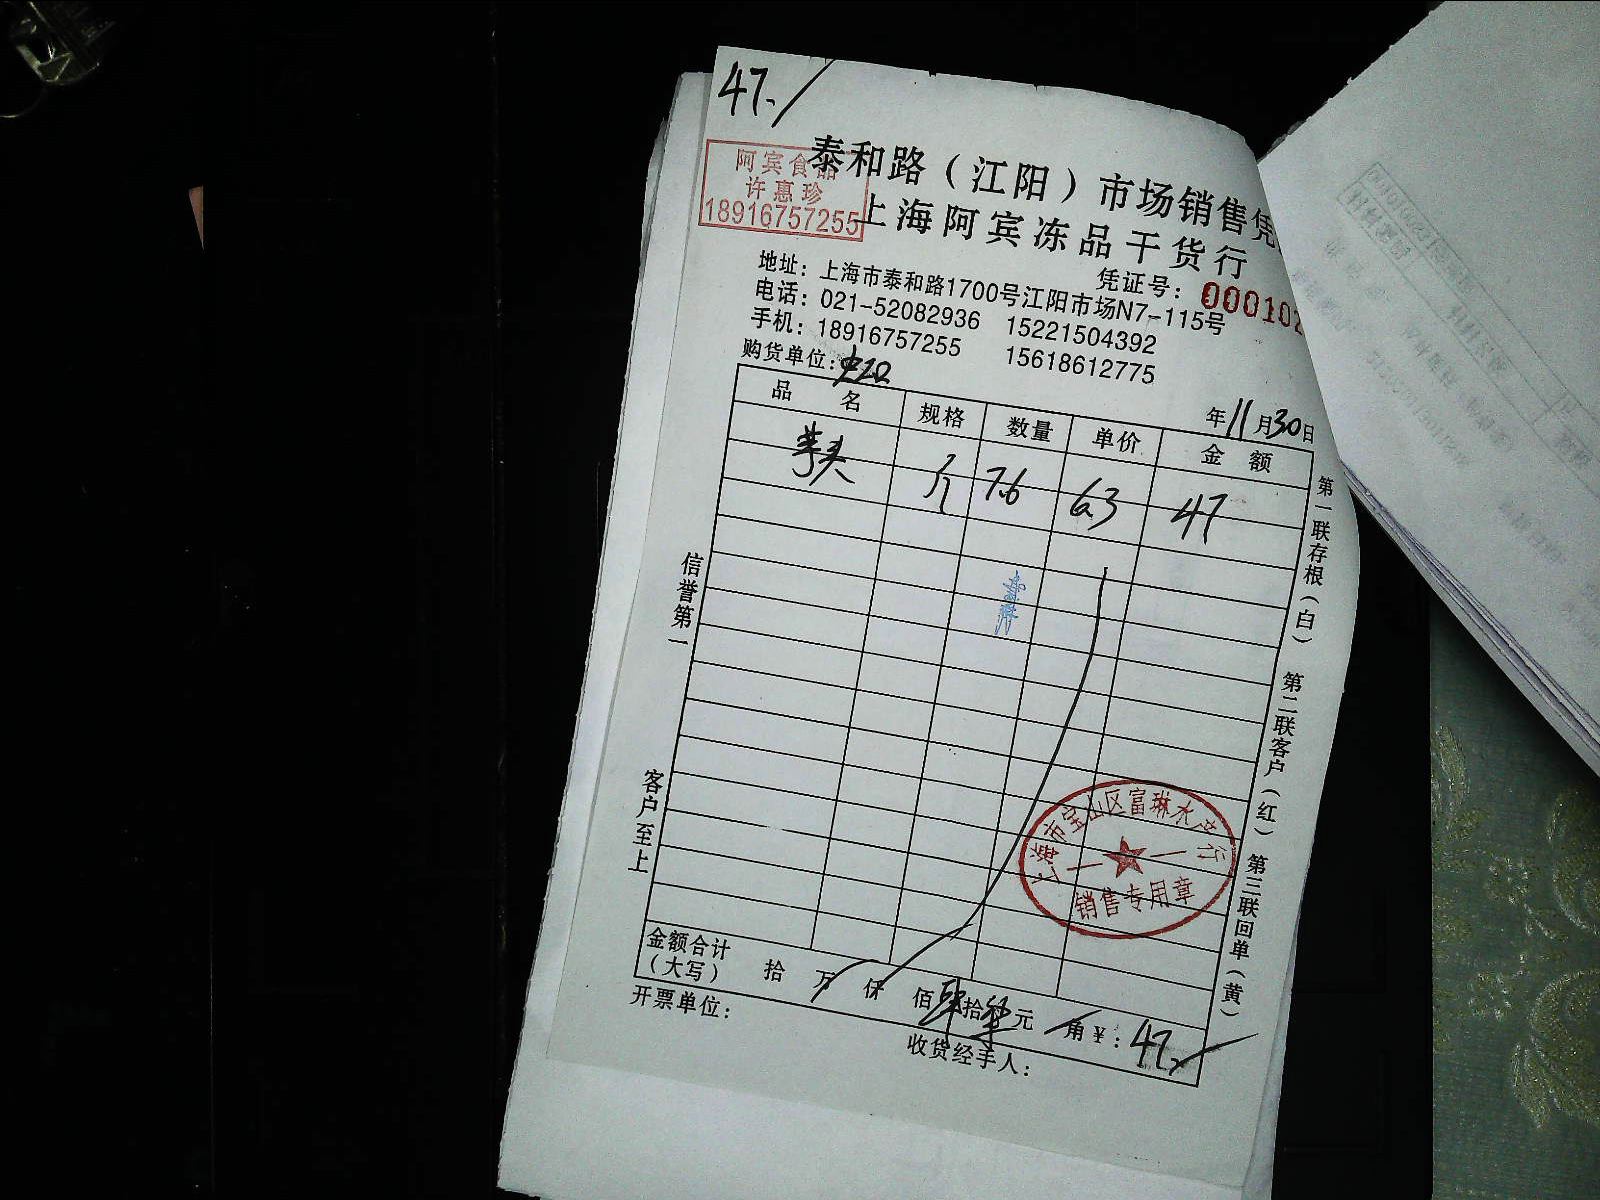 47.
阿宾食品
许惠珍
18916757255
泰和路（江阳）市场销售凭
上海阿宾冻品干货行
凭证号：000102
地址：上海市泰和路1700号江阳市场N7-115号
电话：021-52082936 15221504392
手机：18916757255 15618612775
购货单位：
年11月30日
品名 规格 数量 单价 金额
芋头 斤 7.6 6.3 47
信誉第一
客户至上
第一联存根（白） 第二联客户（红） 第三联回单（黄）
上海市宝山区富琳水产行
销售专用章
金额合计（大写） 拾 万 仟 佰 肆拾柒元 角 ￥：47.
开票单位：
收货经手人：